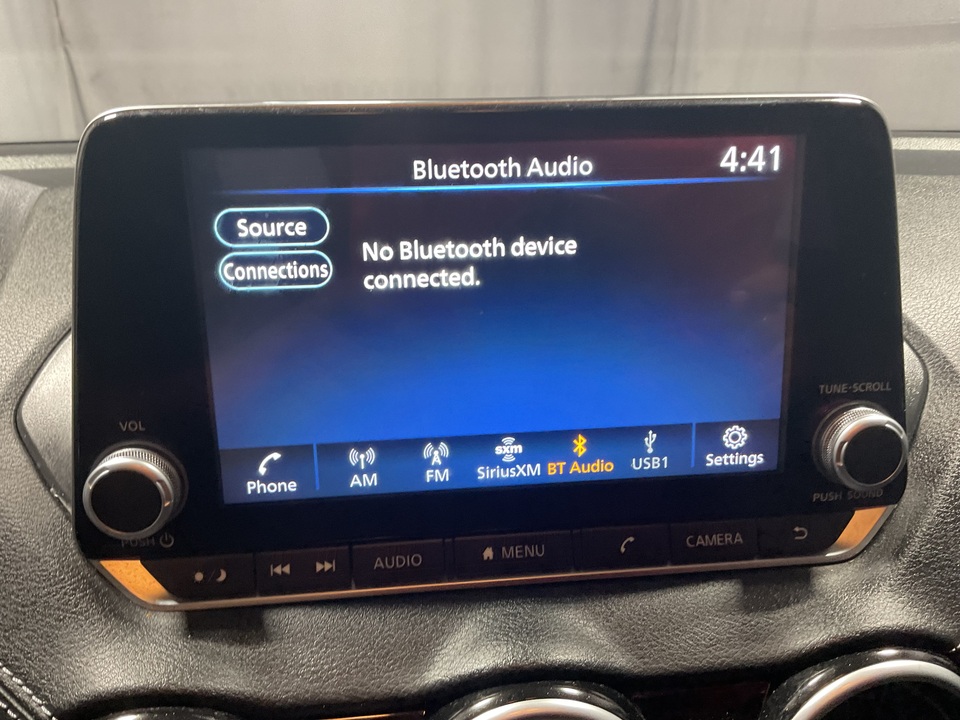 Bluetooth Audio
4:41
Source
No Bluetooth device
connected.
Connections
Phone
AM
FM
sxm
SiriusXM
BT Audio
USB1
Settings
VOL
PUSH
TUNE·SCROLL
PUSH SOUND
AUDIO
MENU
CAMERA